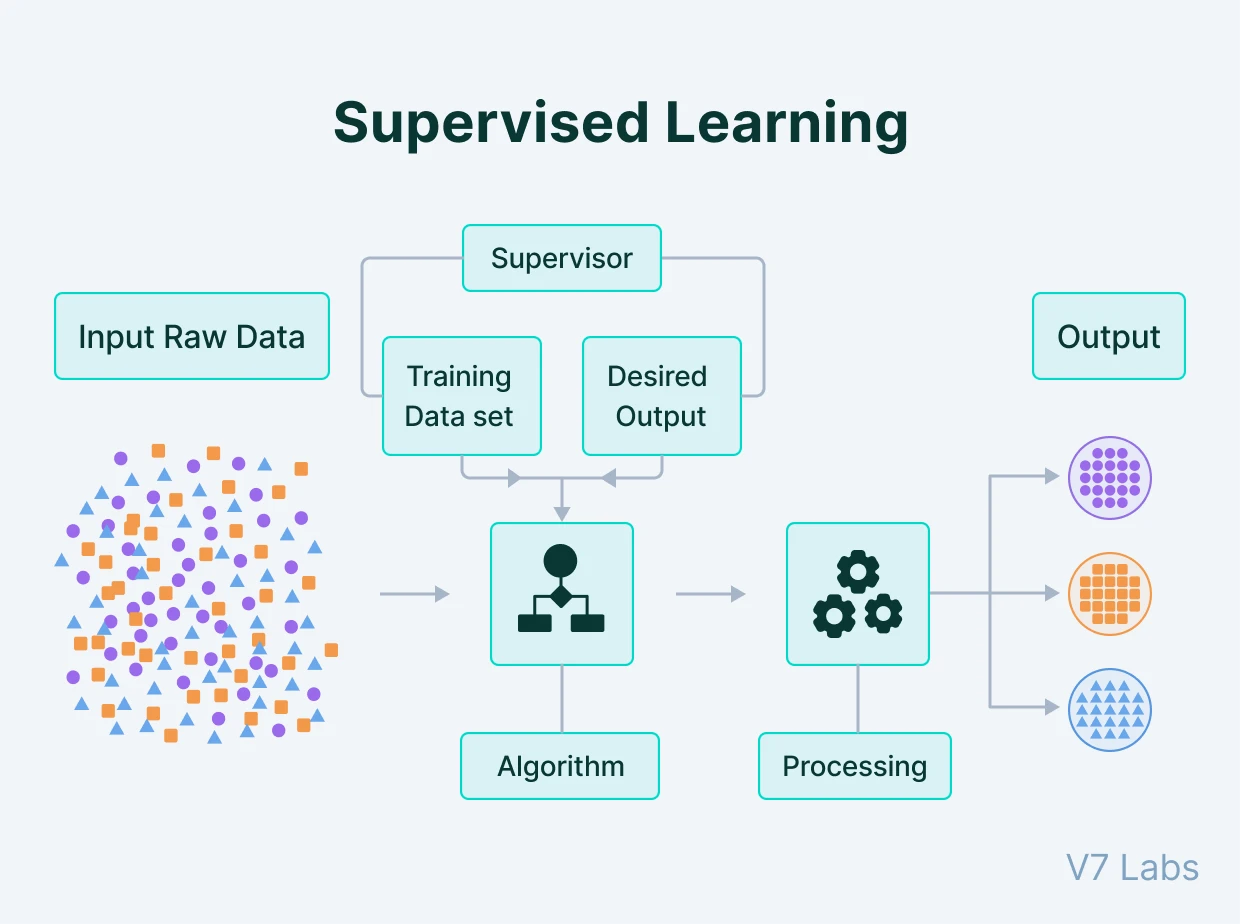 Supervised Learning
Supervisor
Input Raw Data
Training
Data set
Desired
Output
Output
Algorithm
Processing
V7 Labs